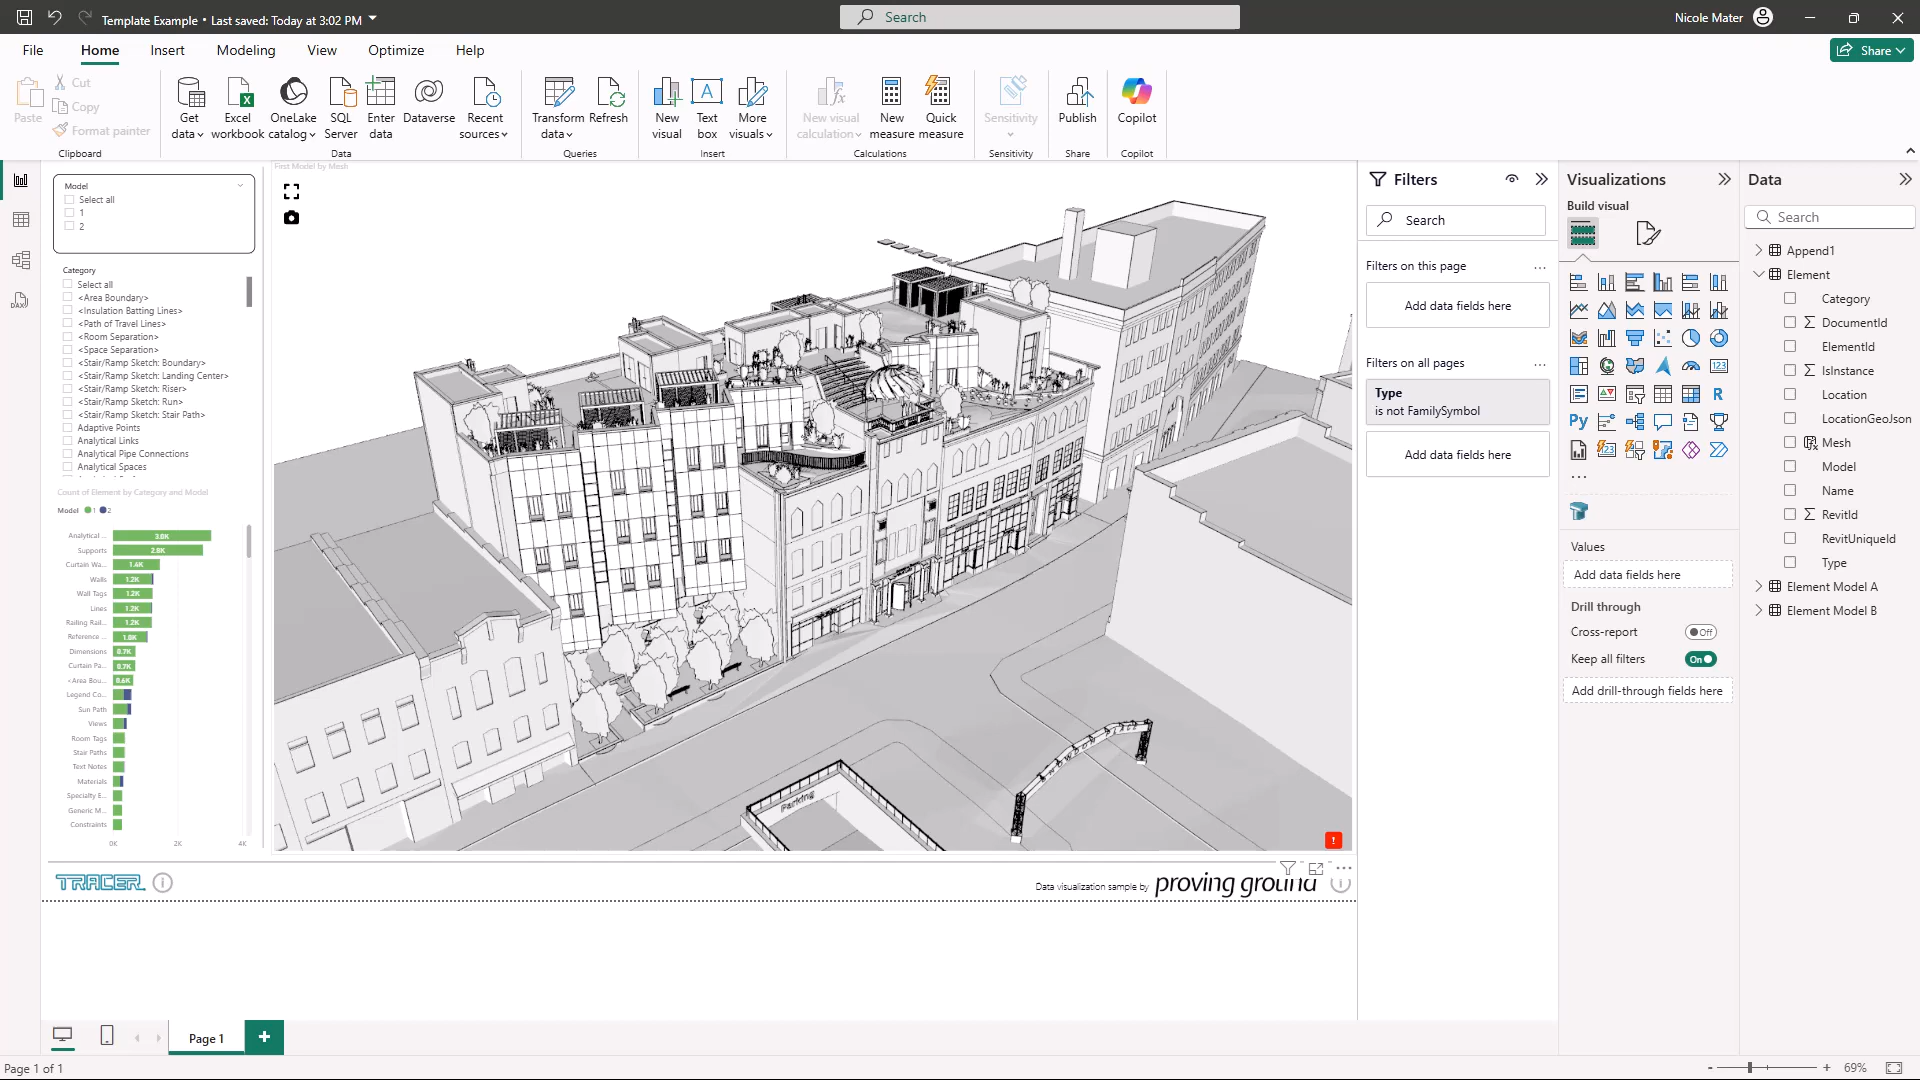 Template Example • Last saved: Today at 3:02 PM
Search
Nicole Mater
File
Home
Insert
Modeling
View
Optimize
Help
Share
Paste
Cut
Copy
Format painter
Clipboard
Get data
Excel workbook
OneLake catalog
SQL Server
Enter data
Dataverse
Recent sources
Data
Transform data
Refresh
Queries
New visual
Text box
More visuals
Insert
New visual calculation
New measure
Quick measure
Calculations
Sensitivity
Sensitivity
Publish
Share
Copilot
Copilot
Model
Select all
1
2
Category
Select all
<Area Boundary>
<Insulation Batting Lines>
<Path of Travel Lines>
<Room Separation>
<Space Separation>
<Stair/Ramp Sketch: Boundary>
<Stair/Ramp Sketch: Landing Center>
<Stair/Ramp Sketch: Riser>
<Stair/Ramp Sketch: Run>
<Stair/Ramp Sketch: Stair Path>
Adaptive Points
Analytical Links
Analytical Pipe Connections
Analytical Spaces
Count of Element by Category and Model
Model 1 2
Analytical ... 3.0K
Supports 2.8K
Curtain Wa... 1.4K
Walls 1.2K
Wall Tags 1.2K
Lines 1.2K
Railing Rail... 1.2K
Reference ... 1.0K
Dimensions 0.7K
Curtain Pa... 0.7K
<Area Bou... 0.6K
Legend Co...
Sun Path
Views
Room Tags
Stair Paths
Text Notes
Materials
Specialty E...
Generic M...
Constraints
0K 2K 4K
First Model by Mesh
Parking
TRACER
Data visualization sample by proving ground
Filters
Search
Filters on this page
Add data fields here
Filters on all pages
Type
is not FamilySymbol
Add data fields here
Visualizations
Build visual
R
Py
123
Values
Add data fields here
Drill through
Cross-report
Off
Keep all filters
On
Add drill-through fields here
Data
Search
Append1
Element
Category
DocumentId
ElementId
IsInstance
Location
LocationGeoJson
Mesh
Model
Name
RevitId
RevitUniqueId
Type
Element Model A
Element Model B
Page 1
Page 1 of 1
69%